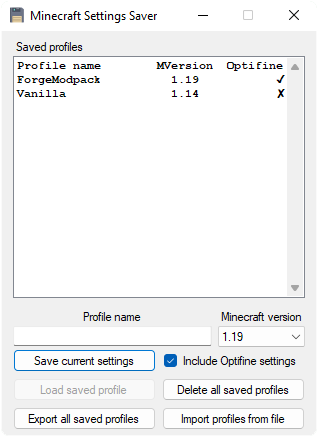 Minecraft Settings Saver
Saved profiles
Profile name MVersion Optifine
ForgeModpack 1.19 ✓
Vanilla 1.14 ✗
Profile name Minecraft version
1.19
Save current settings Include Optifine settings
Load saved profile Delete all saved profiles
Export all saved profiles Import profiles from file